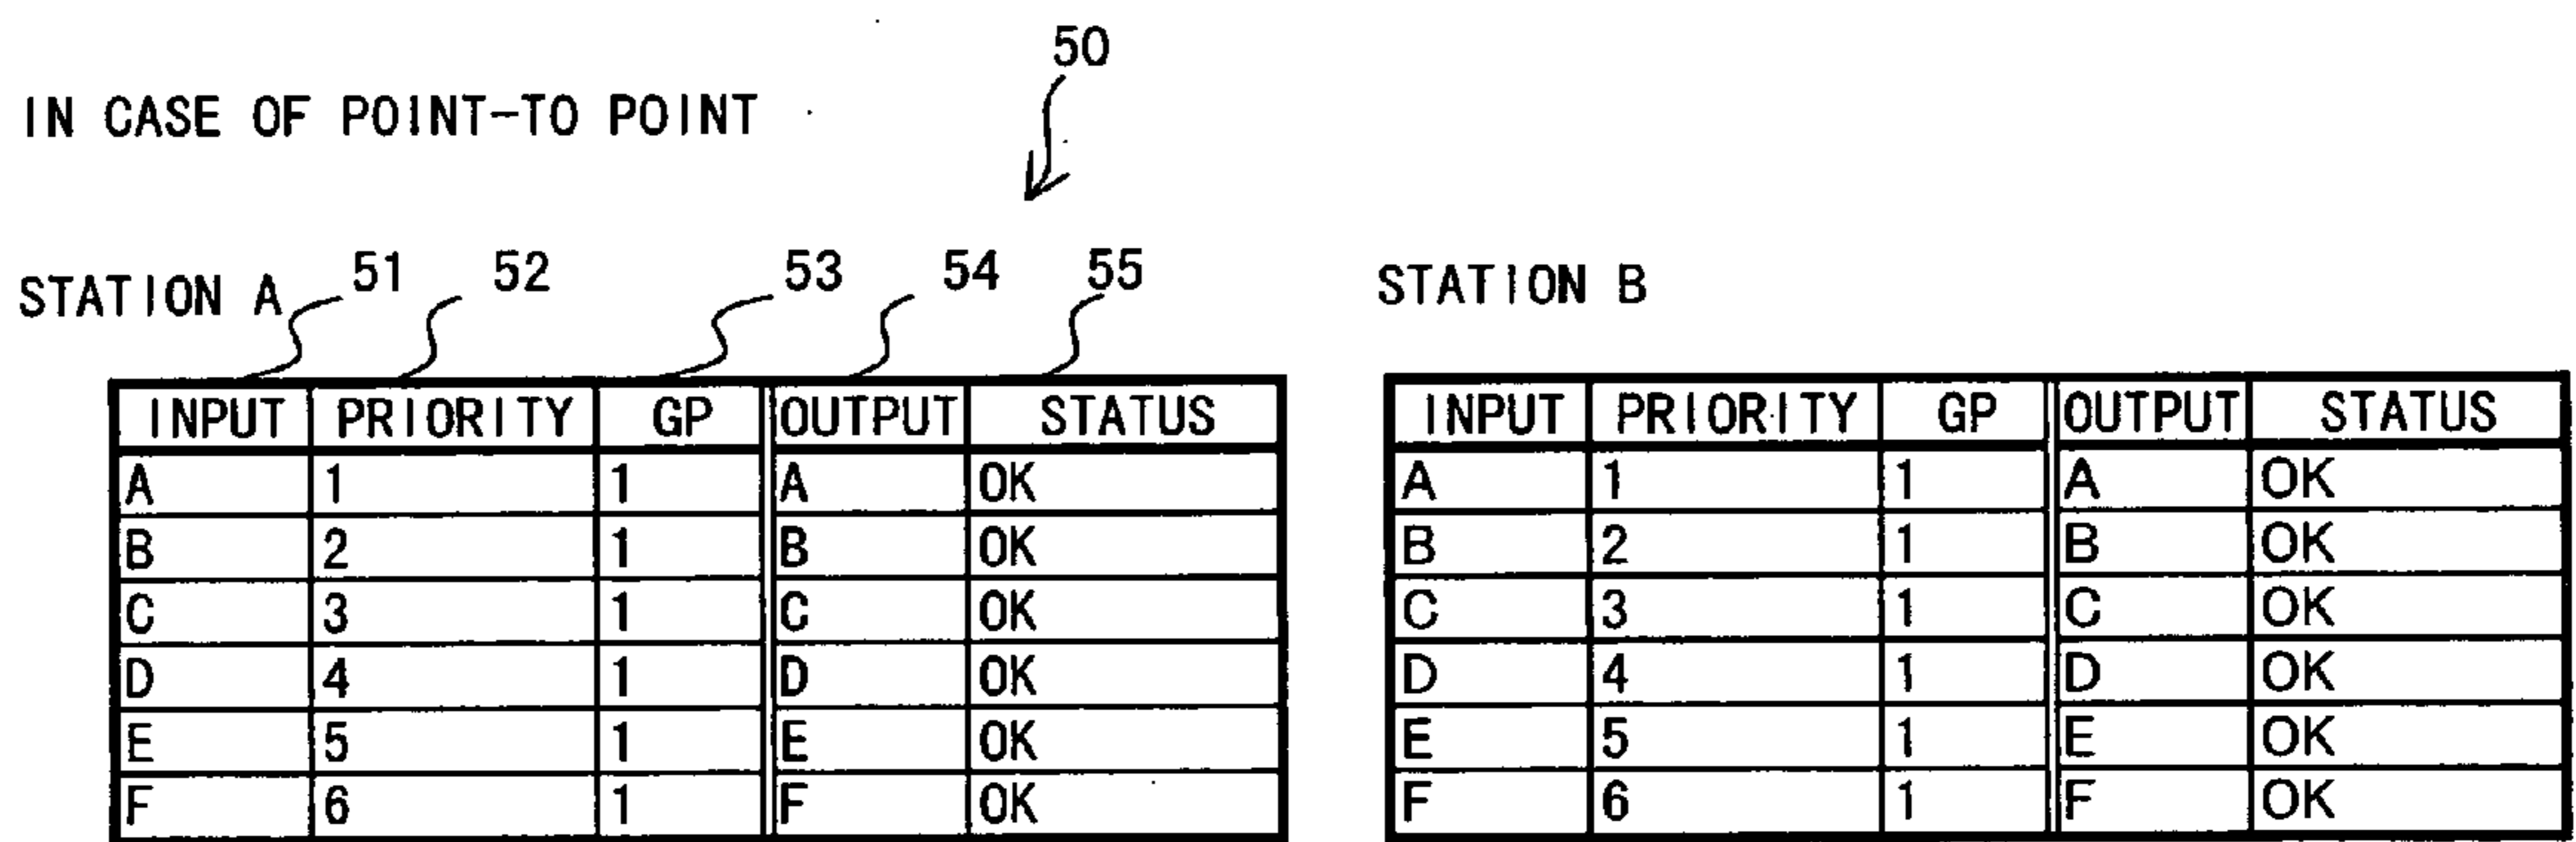 50
IN CASE OF POINT-TO POINT
STATION A 51 52 53 54 55
INPUT PRIORITY GP OUTPUT STATUS
A 1 1 A OK
B 2 1 B OK
C 3 1 C OK
D 4 1 D OK
E 5 1 E OK
F 6 1 F OK
STATION B
INPUT PRIORITY GP OUTPUT STATUS
A 1 1 A OK
B 2 1 B OK
C 3 1 C OK
D 4 1 D OK
E 5 1 E OK
F 6 1 F OK